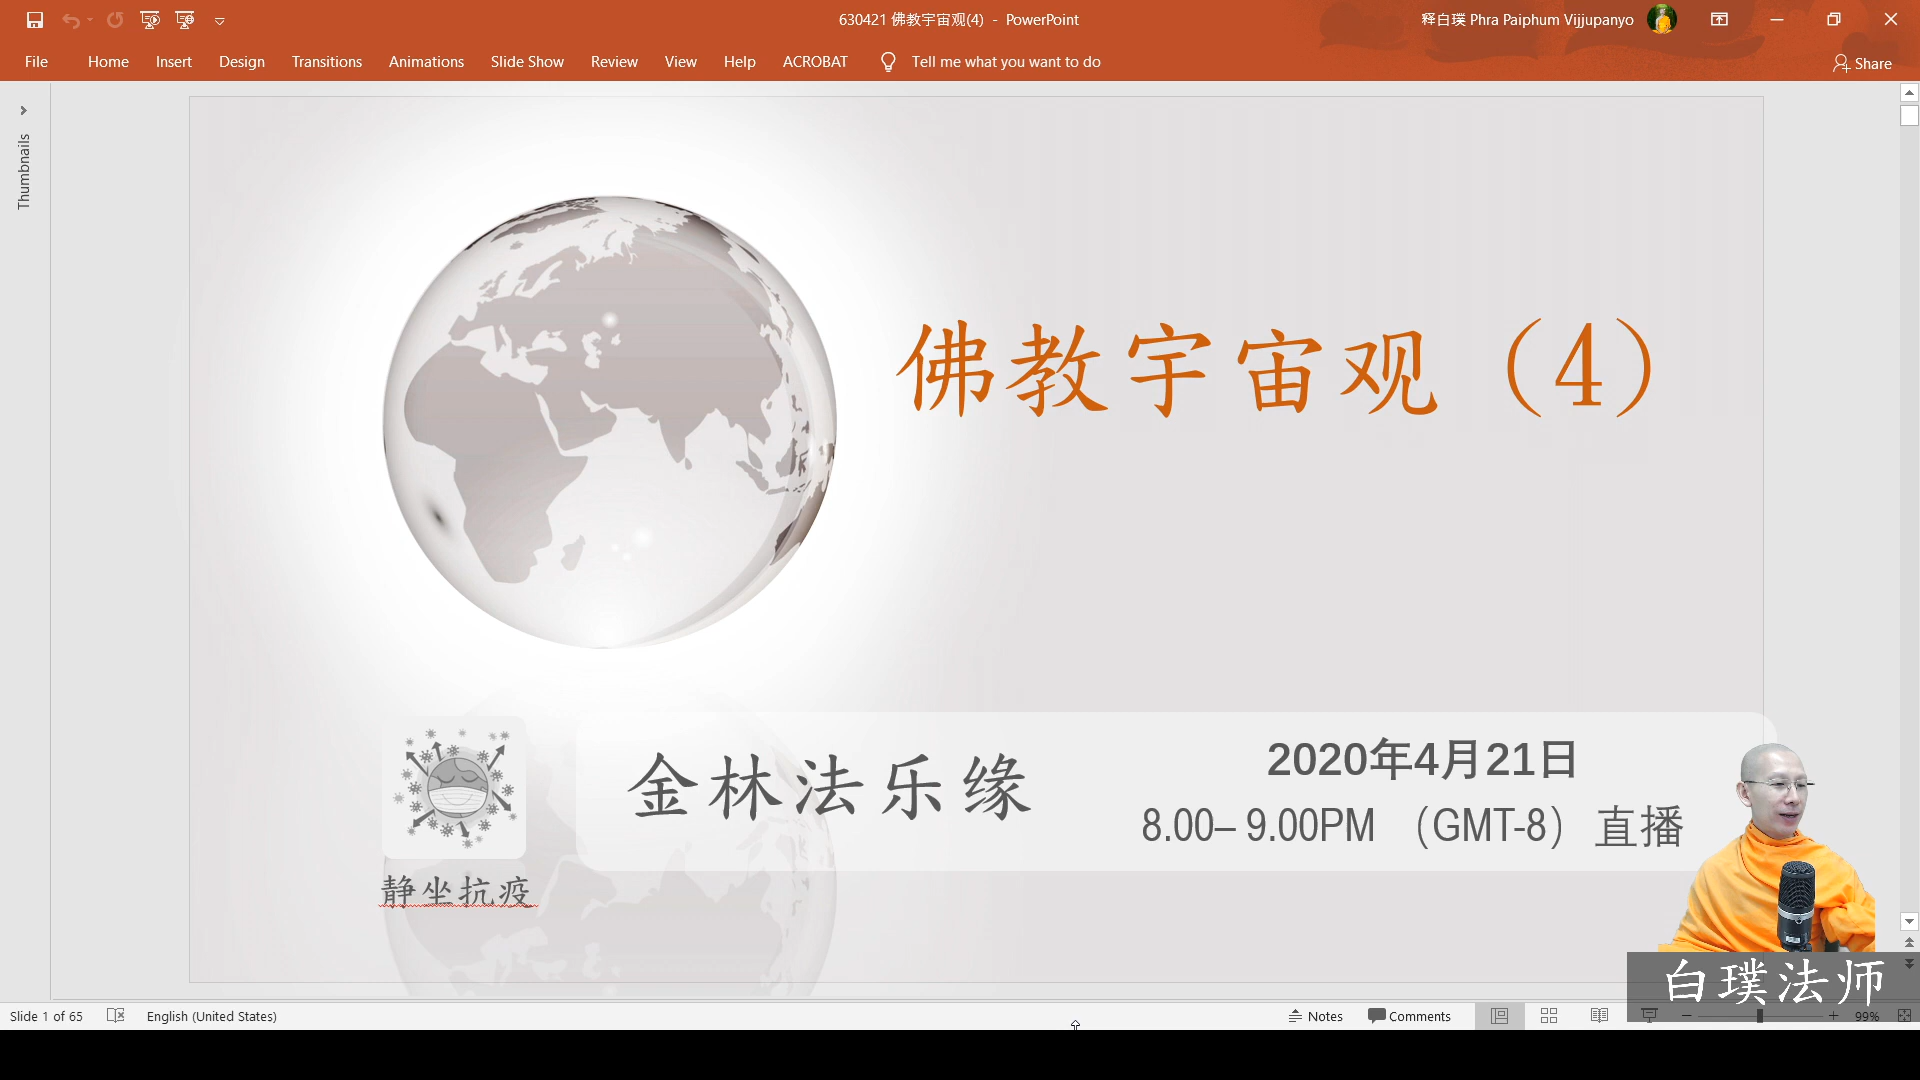 630421 佛教宇宙观(4) - PowerPoint
释白璞 Phra Paiphum Vijjupanyo
File Home Insert Design Transitions Animations Slide Show Review View Help ACROBAT Tell me what you want to do
Share
Thumbnails
佛教宇宙观（4）
金林法乐缘
2020年4月21日
8.00– 9.00PM （GMT-8） 直播
静坐抗疫
白璞法师
Slide 1 of 65 English (United States) Notes Comments 99%